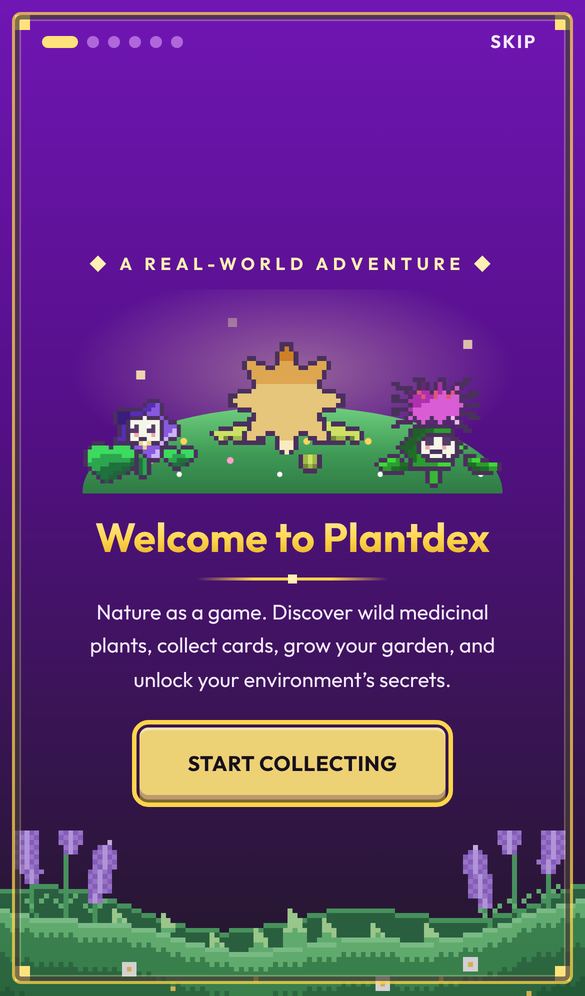 SKIP
A REAL-WORLD ADVENTURE
Welcome to Plantdex
Nature as a game. Discover wild medicinal
plants, collect cards, grow your garden, and
unlock your environment’s secrets.
START COLLECTING